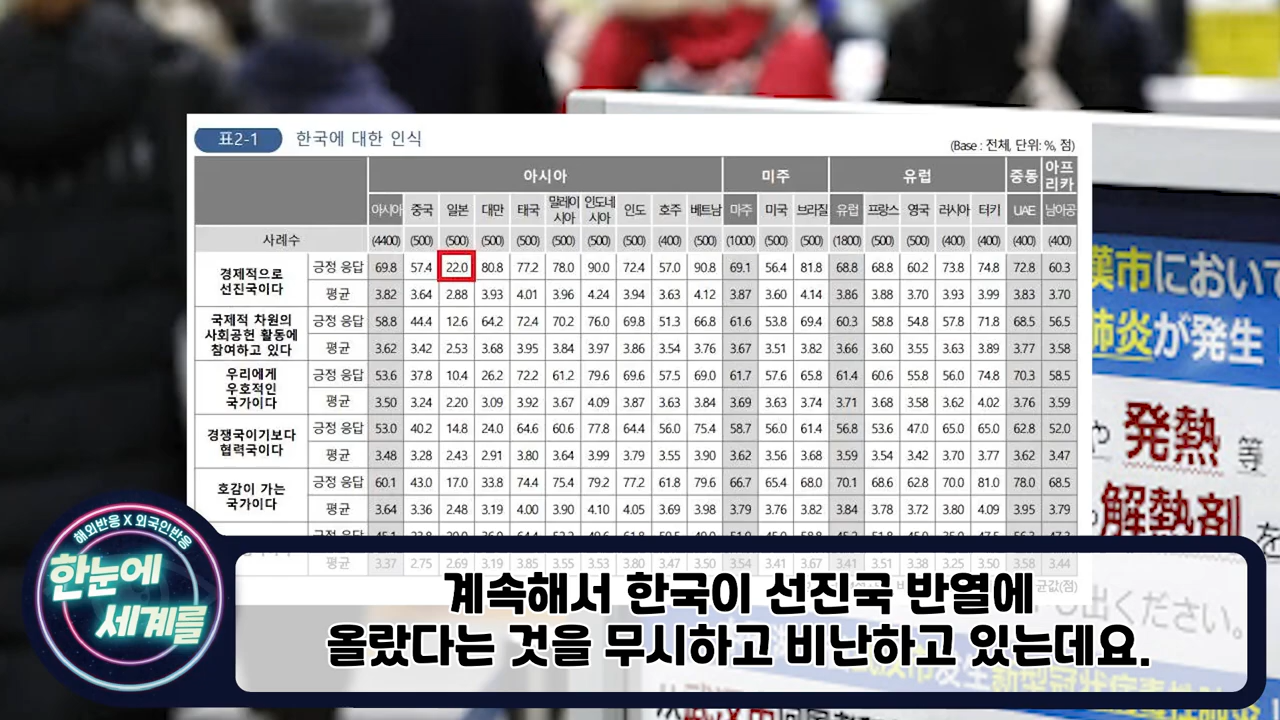 표2-1 한국에 대한 인식
(Base : 전체, 단위: %, 점)
아시아 미주 유럽 중동 아프리카
아시아 중국 일본 대만 태국 말레이시아 인도네시아 인도 호주 베트남 마주 미국 브라질 유럽 프랑스 영국 러시아 터키 UAE 남아공
사례수 (4400) (500) (500) (500) (500) (500) (500) (500) (400) (500) (1000) (500) (500) (1800) (500) (500) (400) (400) (400) (400)
경제적으로
선진국이다
긍정 응답 69.8 57.4 22.0 80.8 77.2 78.0 90.0 72.4 57.0 90.8 69.1 56.4 81.8 68.8 68.8 60.2 73.8 74.8 72.8 60.3
평균 3.82 3.64 2.88 3.93 4.01 3.96 4.24 3.94 3.63 4.12 3.87 3.60 4.14 3.86 3.88 3.70 3.93 3.99 3.83 3.70
국제적 차원의
사회공헌 활동에
참여하고 있다
긍정 응답 58.8 44.4 12.6 64.2 72.4 70.2 76.0 69.8 51.3 66.8 61.6 53.8 69.4 60.3 58.8 54.8 57.8 71.8 68.5 56.5
평균 3.62 3.42 2.53 3.68 3.95 3.84 3.97 3.86 3.54 3.76 3.67 3.51 3.82 3.66 3.60 3.55 3.63 3.89 3.77 3.58
우리에게
우호적인
국가이다
긍정 응답 53.6 37.8 10.4 26.2 72.2 61.2 79.6 69.6 57.5 69.0 61.7 57.6 65.8 61.4 60.6 55.8 56.0 74.8 70.3 58.5
평균 3.50 3.24 2.20 3.09 3.92 3.67 4.09 3.87 3.63 3.84 3.69 3.63 3.74 3.71 3.68 3.58 3.62 4.02 3.76 3.59
경쟁국이기보다
협력국이다
긍정 응답 53.0 40.2 14.8 24.0 64.6 60.6 77.8 64.4 56.0 75.4 58.7 56.0 61.4 56.8 53.6 47.0 65.0 65.0 62.8 52.0
평균 3.48 3.28 2.43 2.91 3.80 3.64 3.99 3.79 3.55 3.90 3.62 3.56 3.68 3.59 3.54 3.42 3.70 3.77 3.62 3.47
호감이 가는
국가이다
긍정 응답 60.1 43.0 17.0 33.8 74.4 75.4 79.2 77.2 61.8 79.6 66.7 65.4 68.0 70.1 68.6 62.8 70.0 81.0 78.0 68.5
평균 3.64 3.36 2.48 3.19 4.00 3.90 4.10 4.05 3.69 3.98 3.79 3.76 3.82 3.84 3.78 3.72 3.80 4.09 3.95 3.79
평균 3.37 2.75 2.69 3.19 3.85 3.55 3.53 3.80 3.47 3.50 3.54 3.41 3.67 3.41 3.51 3.38 3.25 3.50 3.58 3.44
균값(점)
漢市において
肺炎が発生
や 発熱 等
解熱剤 を
出ください。
해외반응 X 외국인반응
한눈에
세계를
계속해서 한국이 선진국 반열에
올랐다는 것을 무시하고 비난하고 있는데요.